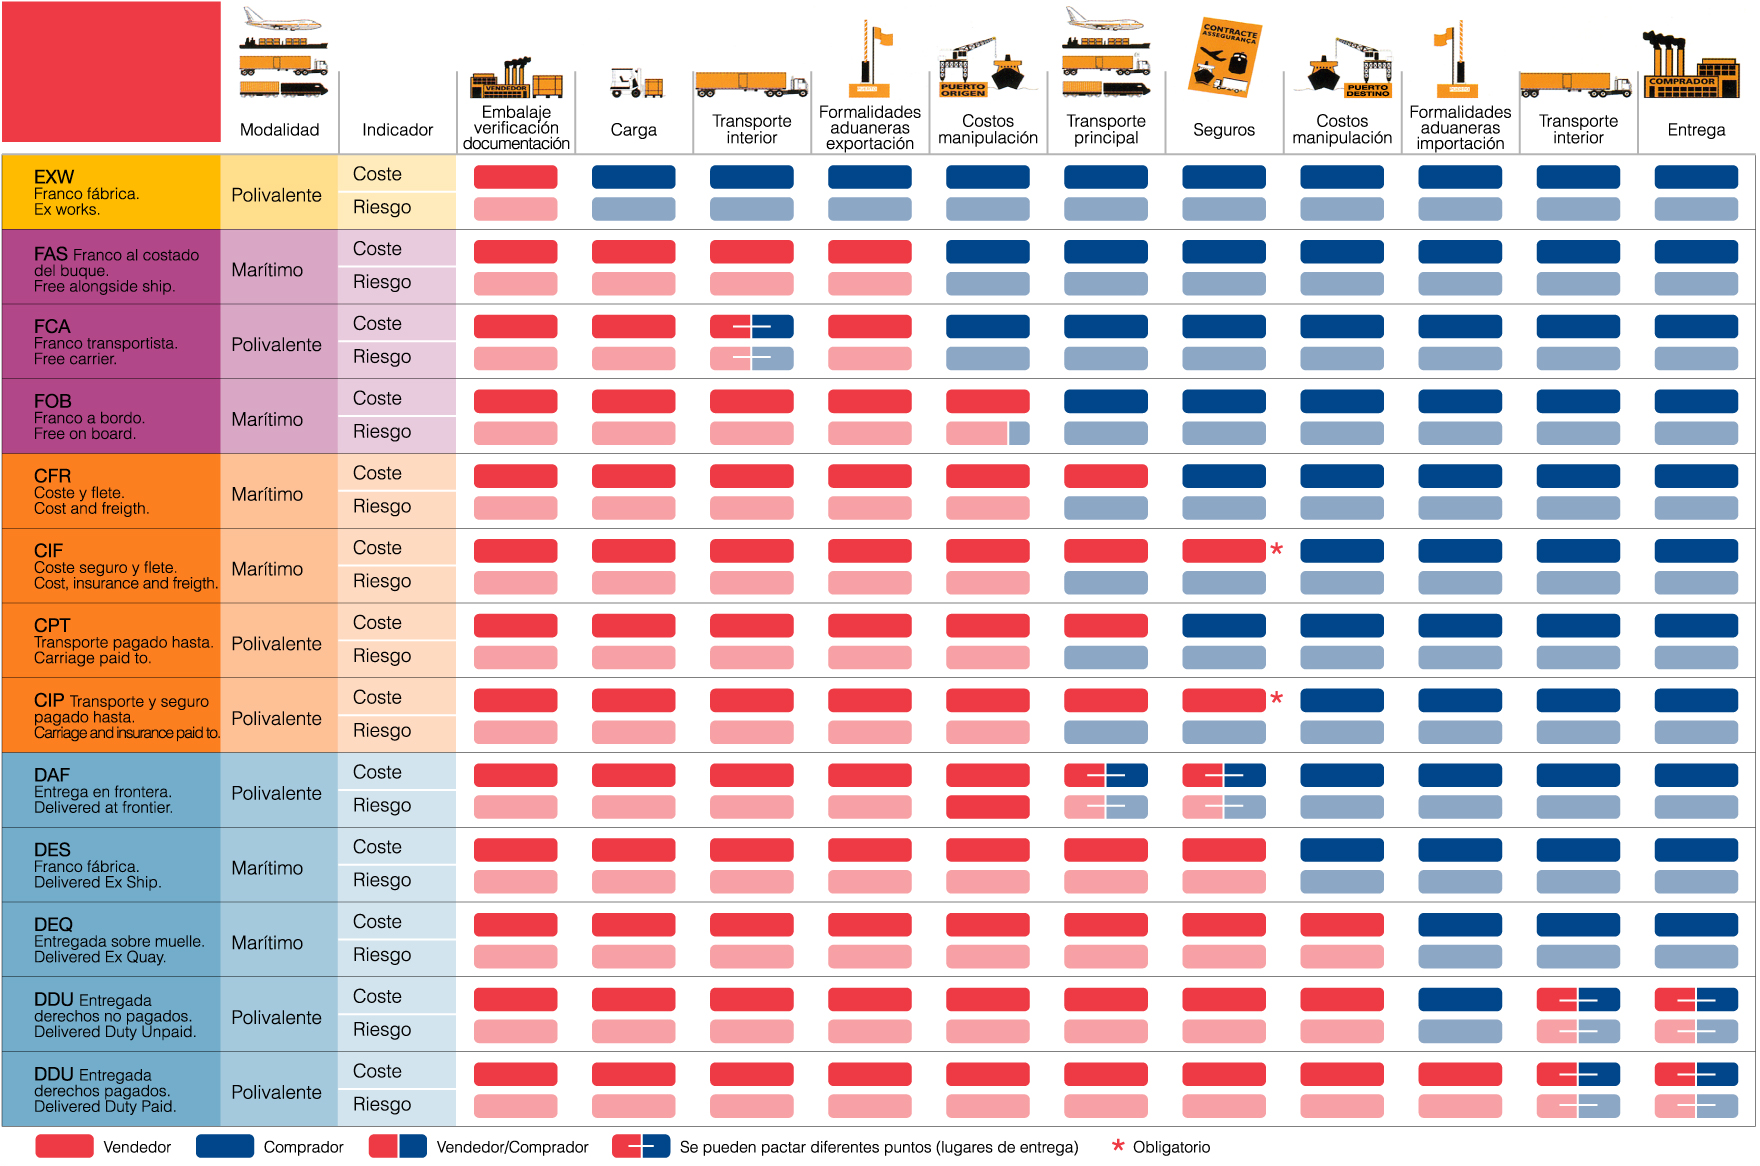 CONTRACTE
ASSEGURANÇA
VENDEDOR
PUERTO
ORIGEN
PUERTO
DESTINO
COMPRADOR
Modalidad
Indicador
Embalaje
verificación
documentación
Carga
Transporte
interior
Formalidades
aduaneras
exportación
Costos
manipulación
Transporte
principal
Seguros
Costos
manipulación
Formalidades
aduaneras
importación
Transporte
interior
Entrega
EXW
Franco fábrica.
Ex works.
Polivalente
Coste
Riesgo
FAS Franco al costado
del buque.
Free alongside ship.
Marítimo
Coste
Riesgo
FCA
Franco transportista.
Free carrier.
Polivalente
Coste
Riesgo
FOB
Franco a bordo.
Free on board.
Marítimo
Coste
Riesgo
CFR
Coste y flete.
Cost and freigth.
Marítimo
Coste
Riesgo
CIF
Coste seguro y flete.
Cost, insurance and freigth.
Marítimo
Coste
Riesgo
*
CPT
Transporte pagado hasta.
Carriage paid to.
Polivalente
Coste
Riesgo
CIP Transporte y seguro
pagado hasta.
Carriage and insurance paid to.
Polivalente
Coste
Riesgo
*
DAF
Entrega en frontera.
Delivered at frontier.
Polivalente
Coste
Riesgo
DES
Franco fábrica.
Delivered Ex Ship.
Marítimo
Coste
Riesgo
DEQ
Entregada sobre muelle.
Delivered Ex Quay.
Marítimo
Coste
Riesgo
DDU Entregada
derechos no pagados.
Delivered Duty Unpaid.
Polivalente
Coste
Riesgo
DDU Entregada
derechos pagados.
Delivered Duty Paid.
Polivalente
Coste
Riesgo
Vendedor
Comprador
Vendedor/Comprador
Se pueden pactar diferentes puntos (lugares de entrega)
* Obligatorio